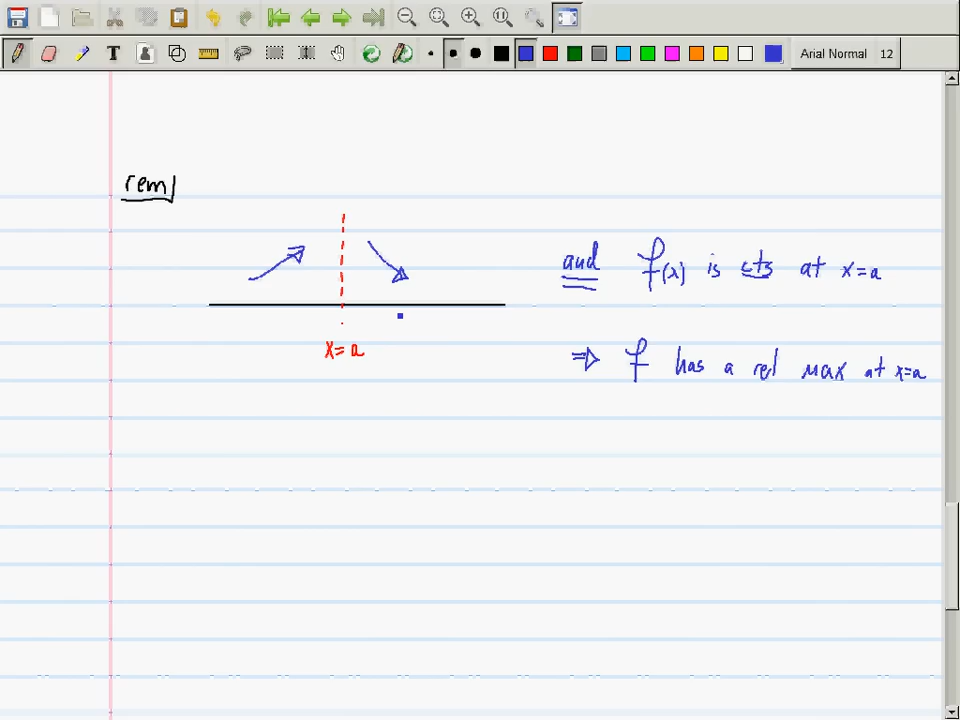 Arial Normal 12
rem
and f(x) is cts at x=a
x=a
⇒ f has a rel max at x=a